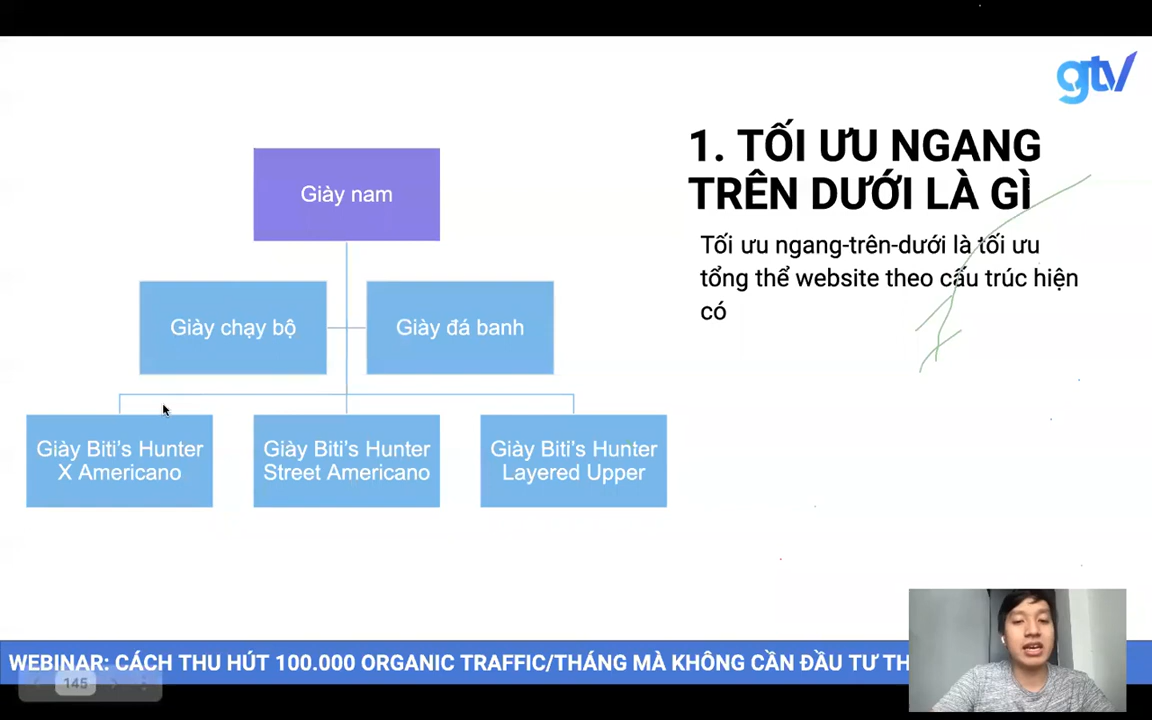 gtv
1. TỐI ƯU NGANG
TRÊN DƯỚI LÀ GÌ
Tối ưu ngang-trên-dưới là tối ưu
tổng thể website theo cấu trúc hiện
có
Giày nam
Giày chạy bộ
Giày đá banh
Giày Biti's Hunter
X Americano
Giày Biti's Hunter
Street Americano
Giày Biti's Hunter
Layered Upper
WEBINAR: CÁCH THU HÚT 100.000 ORGANIC TRAFFIC/THÁNG MÀ KHÔNG CẦN ĐẦU TƯ TH
145